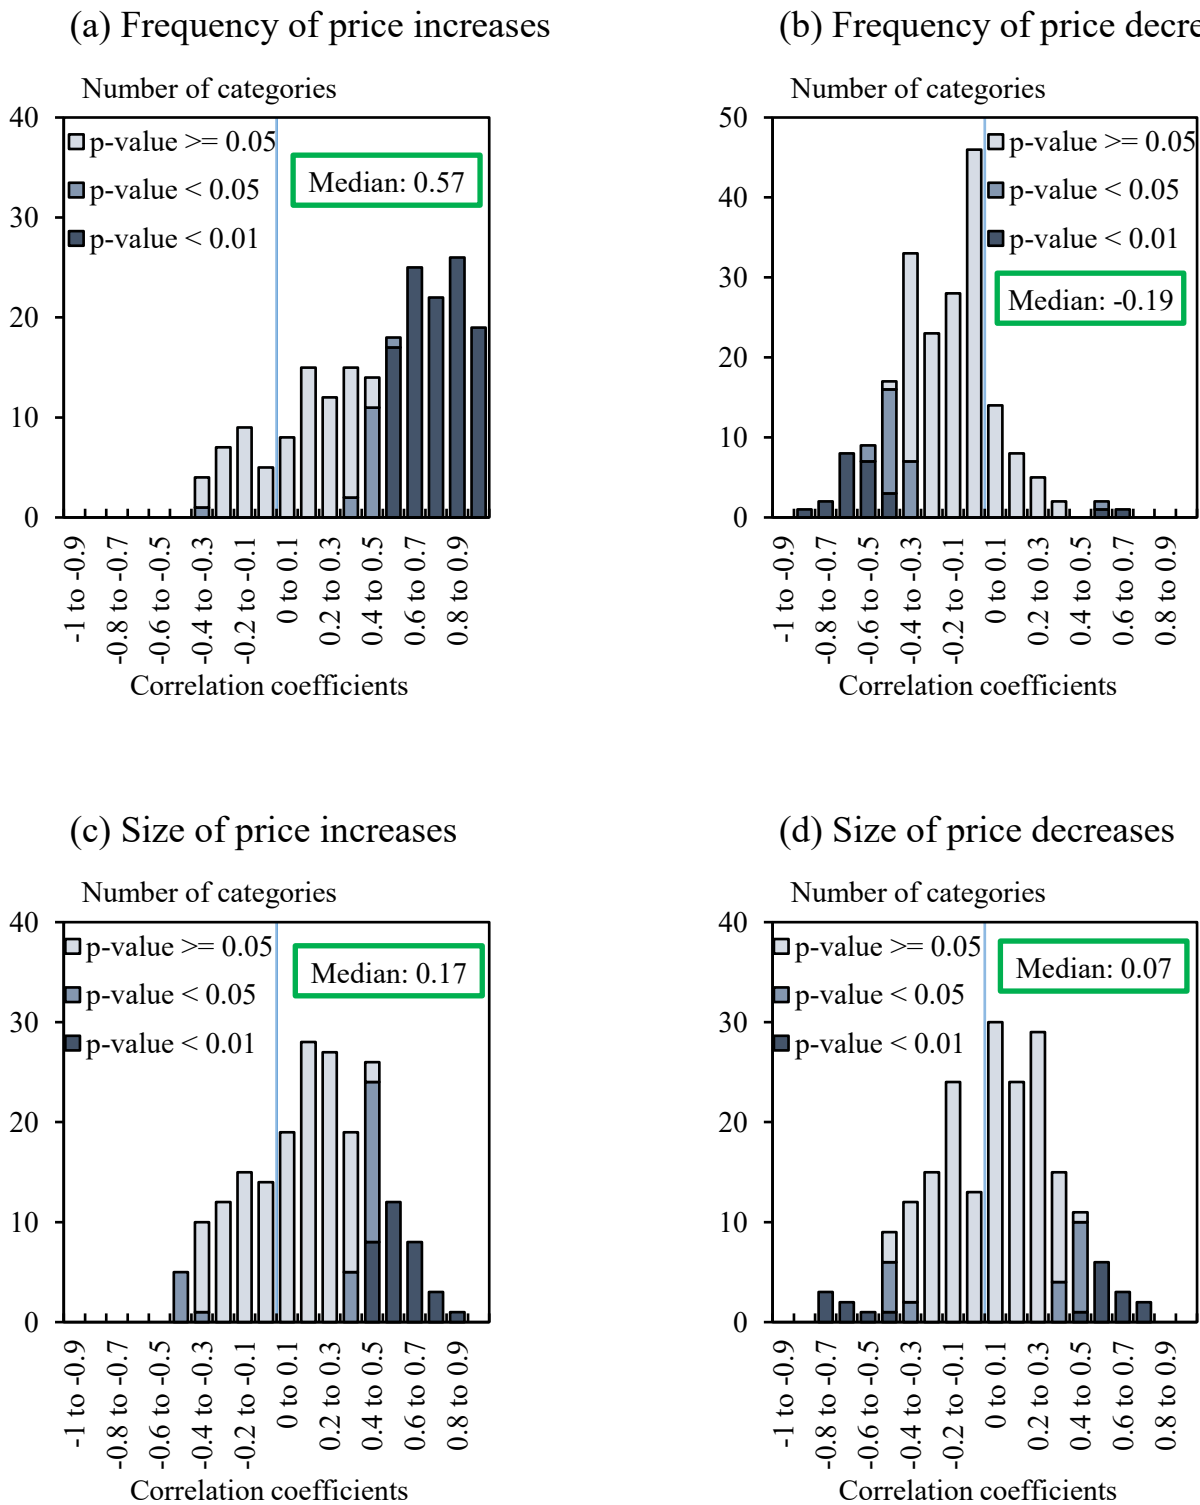 (a) Frequency of price increases
Number of categories
40
30
20
10
0
p-value >= 0.05
p-value < 0.05
p-value < 0.01
Median: 0.57
-1 to -0.9
-0.8 to -0.7
-0.6 to -0.5
-0.4 to -0.3
-0.2 to -0.1
0 to 0.1
0.2 to 0.3
0.4 to 0.5
0.6 to 0.7
0.8 to 0.9
Correlation coefficients
(b) Frequency of price decre
Number of categories
50
40
30
20
10
0
p-value >= 0.05
p-value < 0.05
p-value < 0.01
Median: -0.19
-1 to -0.9
-0.8 to -0.7
-0.6 to -0.5
-0.4 to -0.3
-0.2 to -0.1
0 to 0.1
0.2 to 0.3
0.4 to 0.5
0.6 to 0.7
0.8 to 0.9
Correlation coefficients
(c) Size of price increases
Number of categories
40
30
20
10
0
p-value >= 0.05
p-value < 0.05
p-value < 0.01
Median: 0.17
-1 to -0.9
-0.8 to -0.7
-0.6 to -0.5
-0.4 to -0.3
-0.2 to -0.1
0 to 0.1
0.2 to 0.3
0.4 to 0.5
0.6 to 0.7
0.8 to 0.9
Correlation coefficients
(d) Size of price decreases
Number of categories
40
30
20
10
0
p-value >= 0.05
p-value < 0.05
p-value < 0.01
Median: 0.07
-1 to -0.9
-0.8 to -0.7
-0.6 to -0.5
-0.4 to -0.3
-0.2 to -0.1
0 to 0.1
0.2 to 0.3
0.4 to 0.5
0.6 to 0.7
0.8 to 0.9
Correlation coefficients